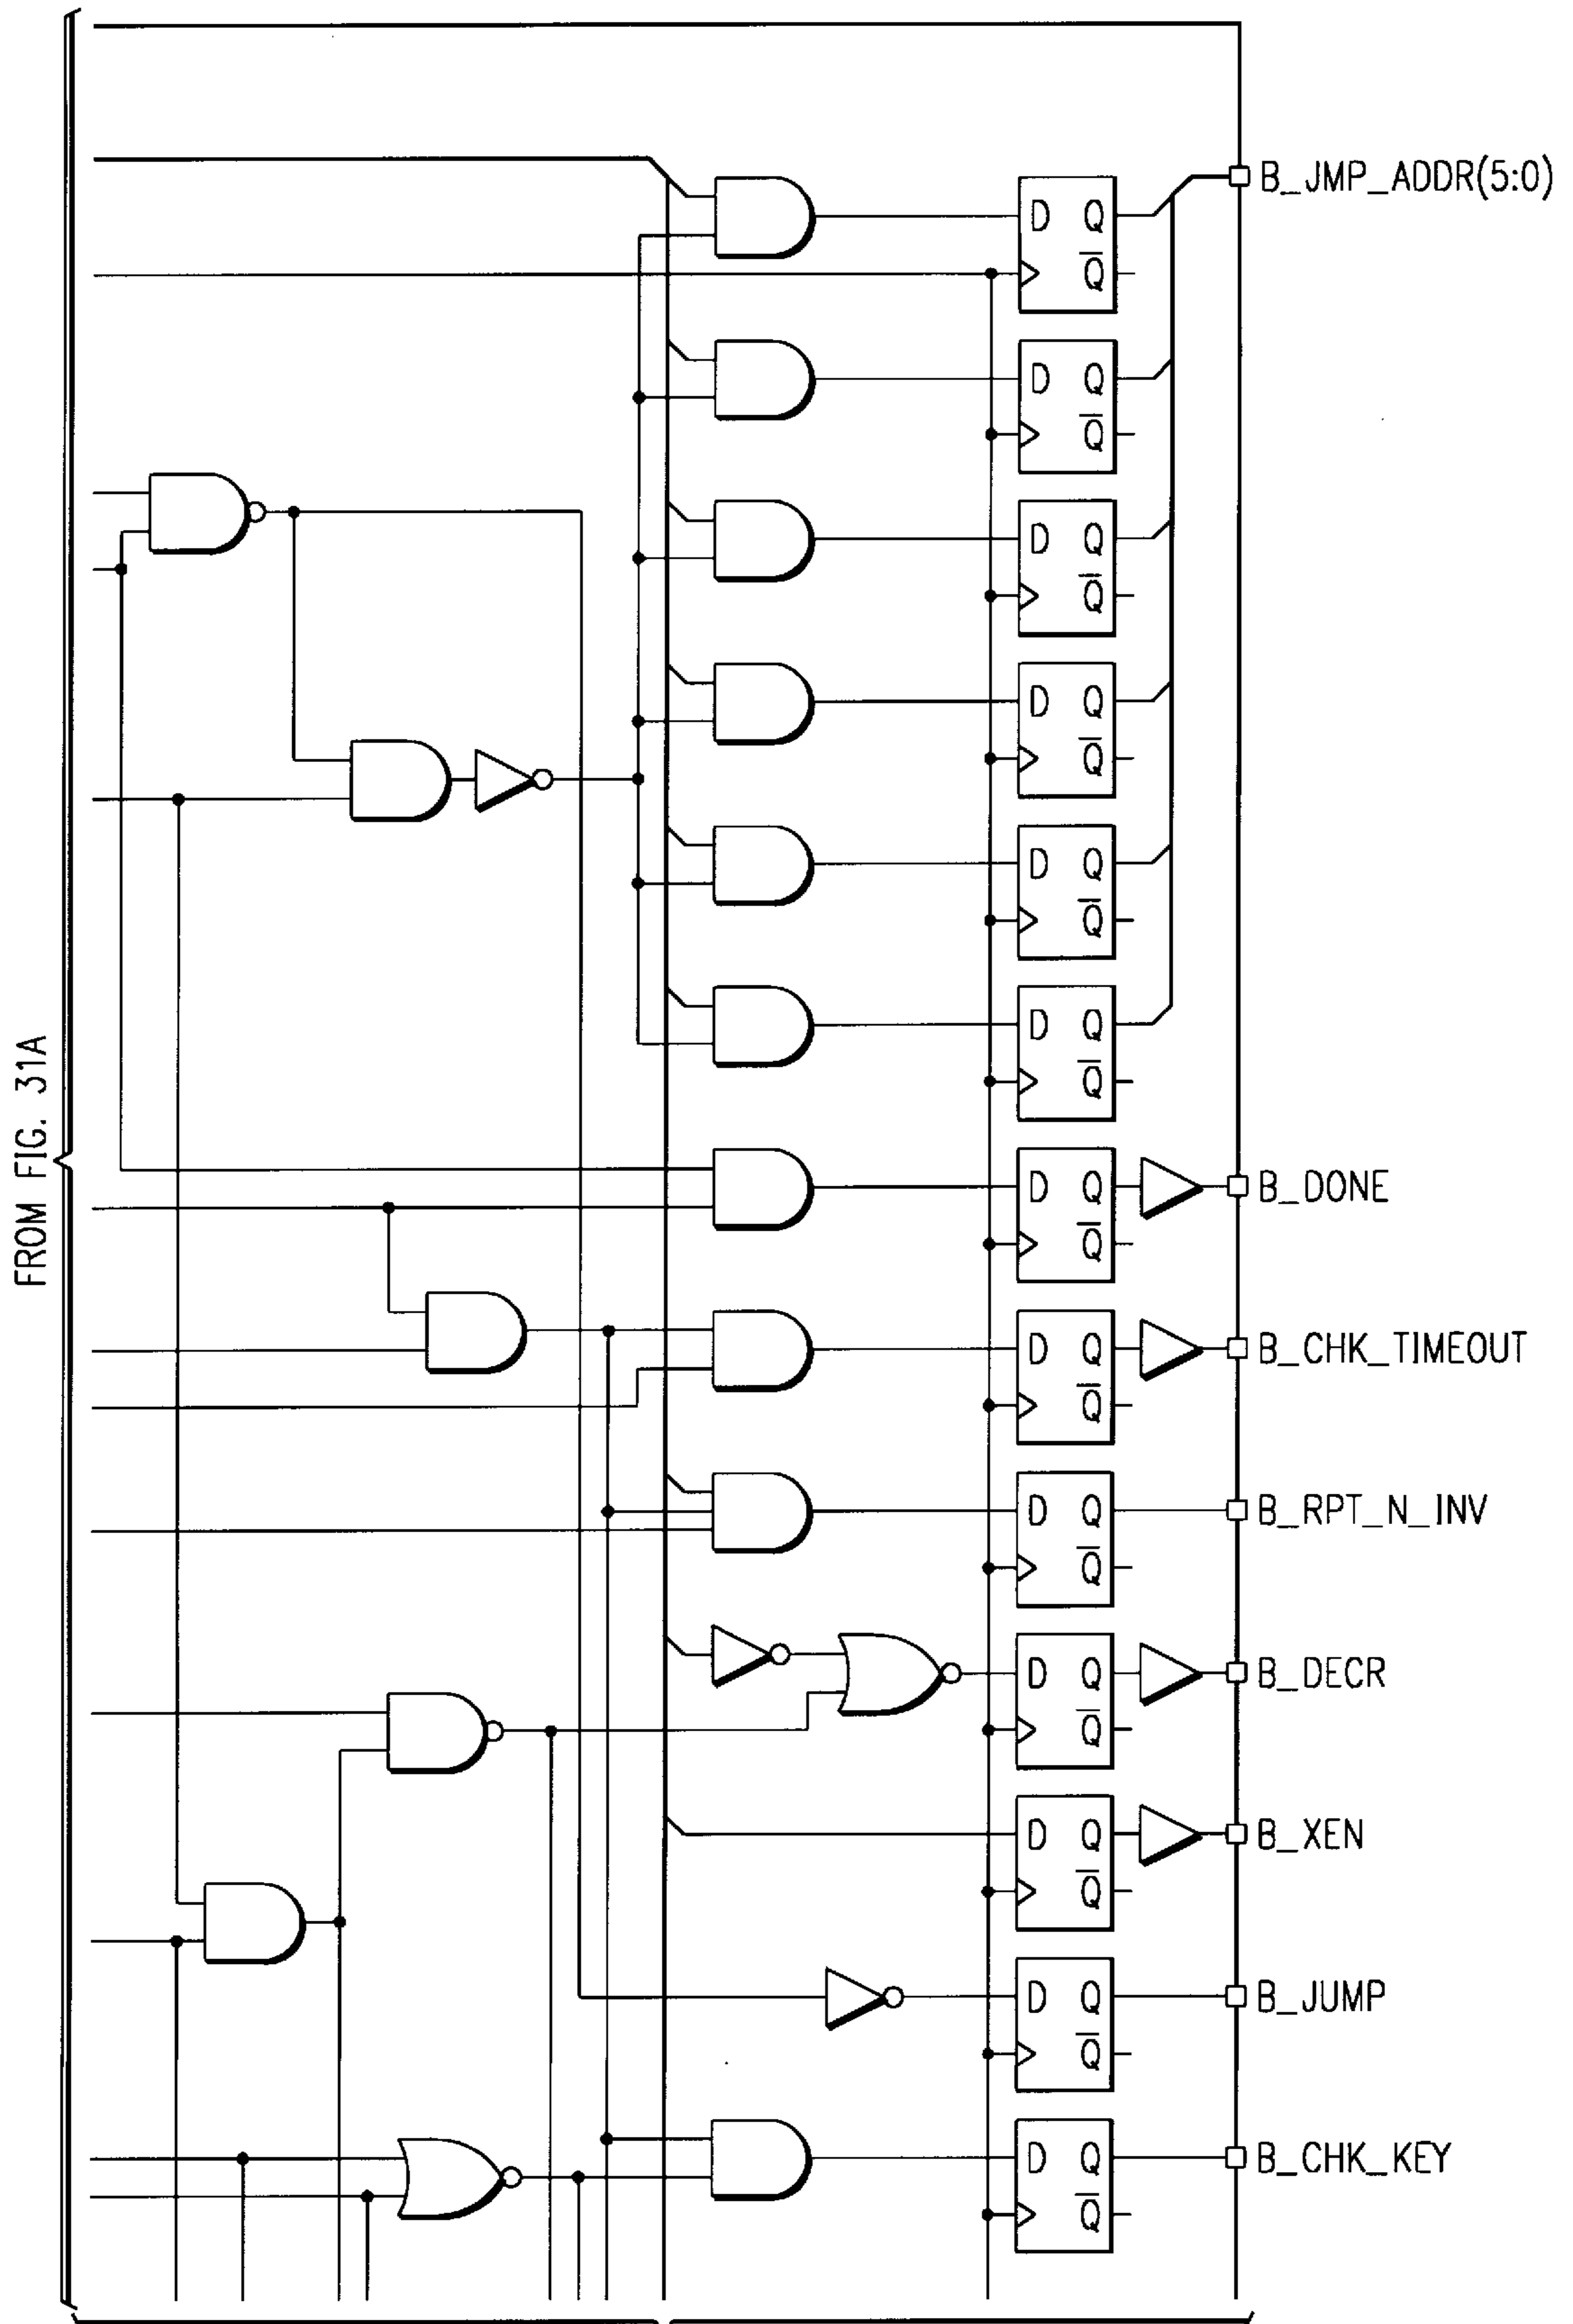 B_JMP_ADDR(5:0)
D Q
Q̅
D Q
Q̅
D Q
Q̅
D Q
Q̅
D Q
Q̅
D Q
Q̅
FROM FIG. 31A
D Q B_DONE
Q̅
D Q B_CHK_TIMEOUT
Q̅
D Q B_RPT_N_INV
Q̅
D Q B_DECR
Q̅
D Q B_XEN
Q̅
D Q B_JUMP
Q̅
D Q B_CHK_KEY
Q̅